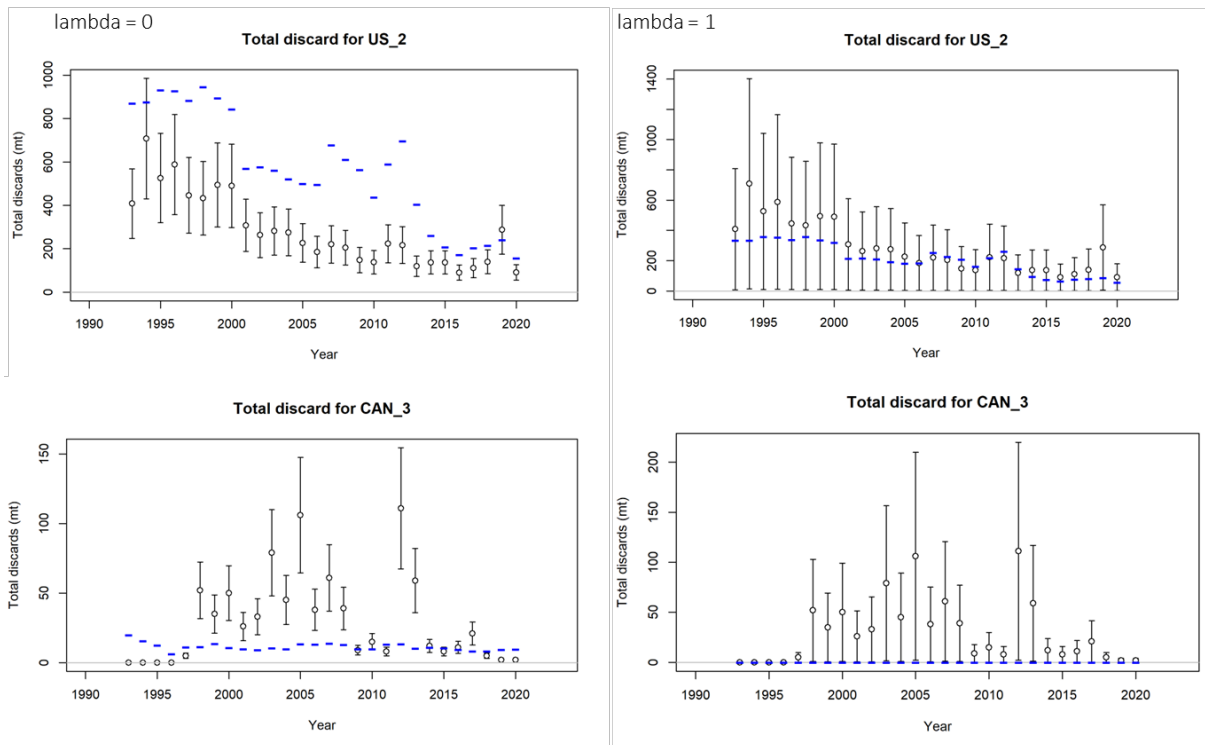 lambda = 0
Total discard for US_2
Total discards (mt)
1000
800
600
400
200
0
1990 1995 2000 2005 2010 2015 2020
Year
lambda = 1
Total discard for US_2
Total discards (mt)
1400
1000
600
200
0
1990 1995 2000 2005 2010 2015 2020
Year
Total discard for CAN_3
Total discards (mt)
150
100
50
0
1990 1995 2000 2005 2010 2015 2020
Year
Total discard for CAN_3
Total discards (mt)
200
150
100
50
0
1990 1995 2000 2005 2010 2015 2020
Year